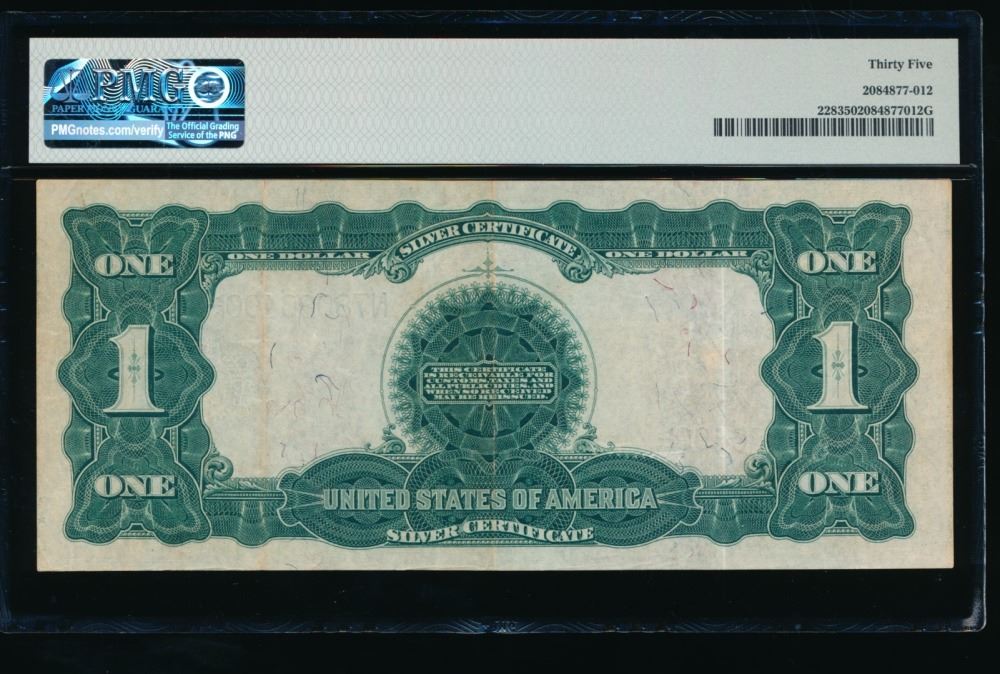 PMG
PAPER MONEY GUARANTY
PMGnotes.com/verify
The Official Grading
Service of the PNG
Thirty Five
2084877-012
2283502084877012G
SILVER CERTIFICATE
ONE DOLLAR
ONE DOLLAR
ONE
ONE
THIS CERTIFICATE
IS RECEIVABLE FOR
CUSTOMS, TAXES AND
ALL PUBLIC DUES AND
WHEN SO RECEIVED
MAY BE REISSUED.
1
1
ONE
ONE
UNITED STATES OF AMERICA
SILVER CERTIFICATE